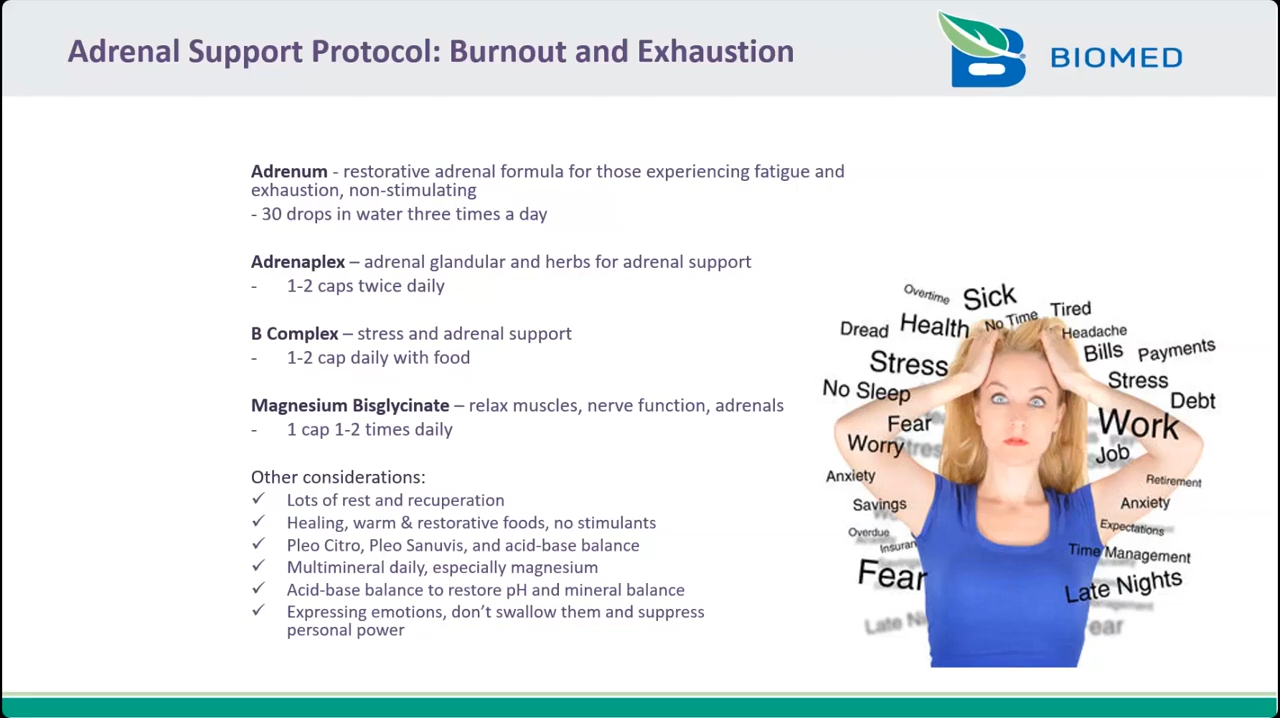 Adrenal Support Protocol: Burnout and Exhaustion
BIOMED
Adrenum - restorative adrenal formula for those experiencing fatigue and
exhaustion, non-stimulating
- 30 drops in water three times a day
Adrenaplex – adrenal glandular and herbs for adrenal support
- 1-2 caps twice daily
B Complex – stress and adrenal support
- 1-2 cap daily with food
Magnesium Bisglycinate – relax muscles, nerve function, adrenals
- 1 cap 1-2 times daily
Other considerations:
✓ Lots of rest and recuperation
✓ Healing, warm & restorative foods, no stimulants
✓ Pleo Citro, Pleo Sanuvis, and acid-base balance
✓ Multimineral daily, especially magnesium
✓ Acid-base balance to restore pH and mineral balance
✓ Expressing emotions, don't swallow them and suppress
personal power
Overtime
Sick
Tired
Dread
Health
No Time
Headache
Stress
Bills
Payments
No Sleep
Stress
Debt
Fear
Work
Worry
Stres
Job
Anxiety
Retirement
Savings
Anxiety
Overdue
Expectations
Insuran
Time Management
Fear
Late Nights
Late Ni
ear